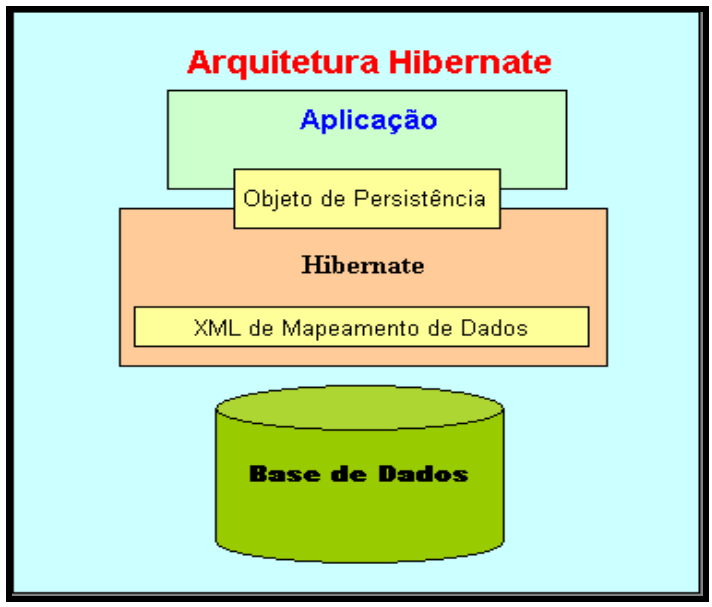 Arquitetura Hibernate
Aplicação
Objeto de Persistência
Hibernate
XML de Mapeamento de Dados
Base de Dados